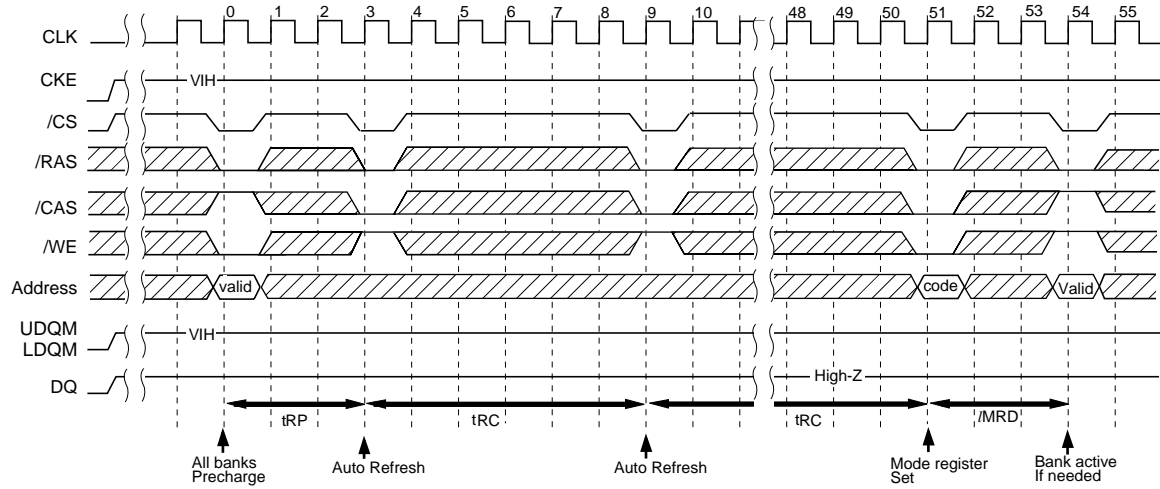 0 1 2 3 4 5 6 7 8 9 10 48 49 50 51 52 53 54 55
CLK
CKE
VIH
/CS
/RAS
/CAS
/WE
Address
valid
code
Valid
UDQM
LDQM
VIH
DQ
High-Z
tRP
tRC
tRC
lMRD
All banks
Precharge
Auto Refresh
Auto Refresh
Mode register
Set
Bank active
If needed